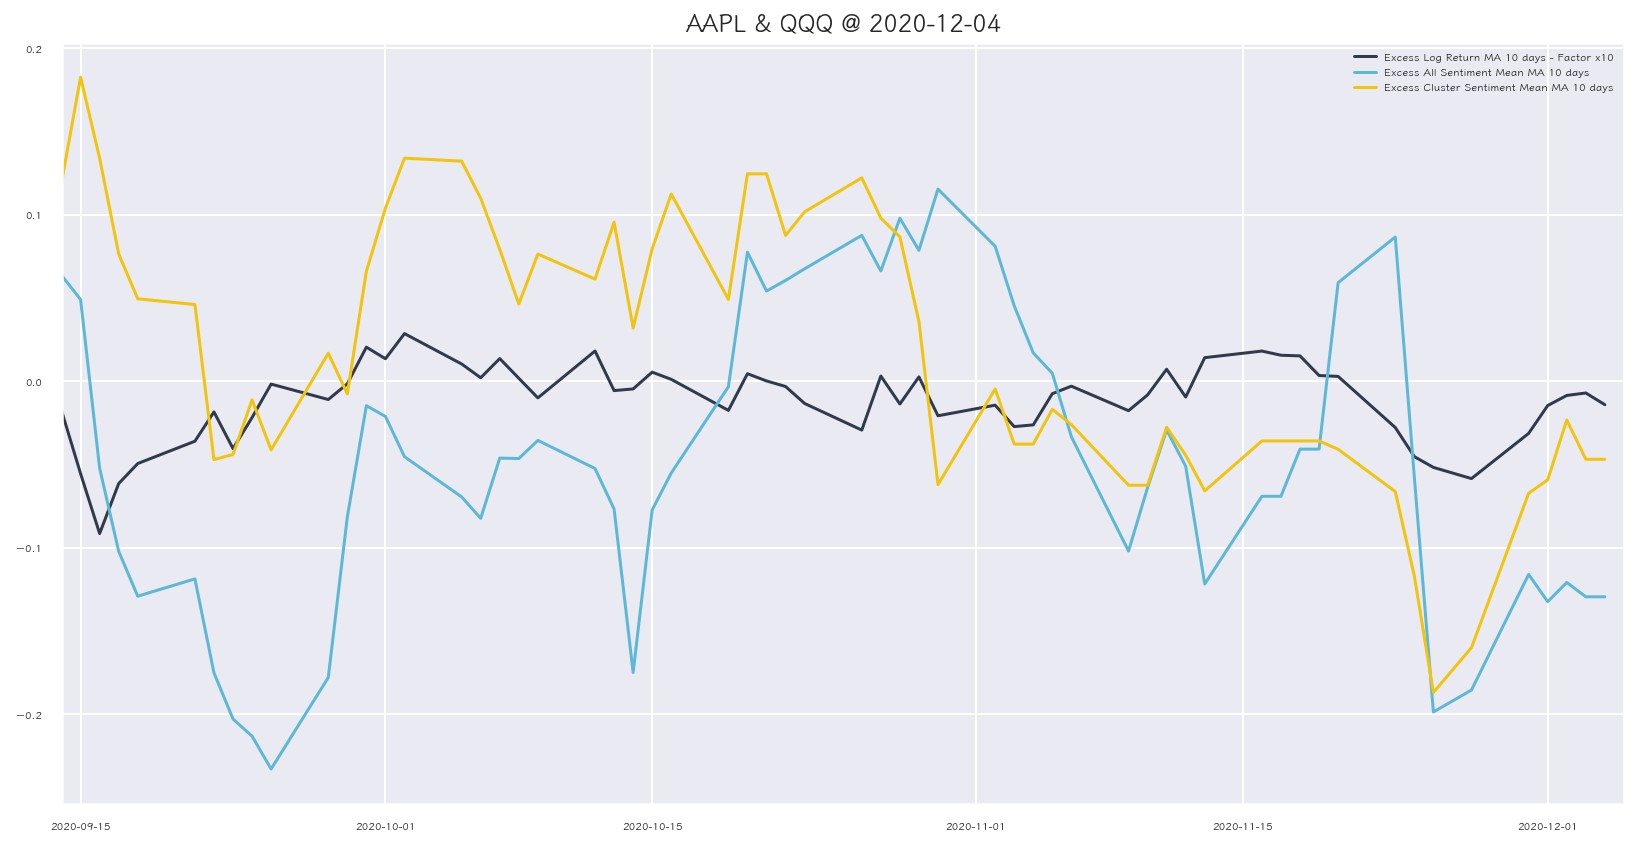 AAPL & QQQ @ 2020-12-04
Excess Log Return MA 10 days - Factor x10
Excess All Sentiment Mean MA 10 days
Excess Cluster Sentiment Mean MA 10 days
0.2
0.1
0.0
−0.1
−0.2
2020-09-15
2020-10-01
2020-10-15
2020-11-01
2020-11-15
2020-12-01